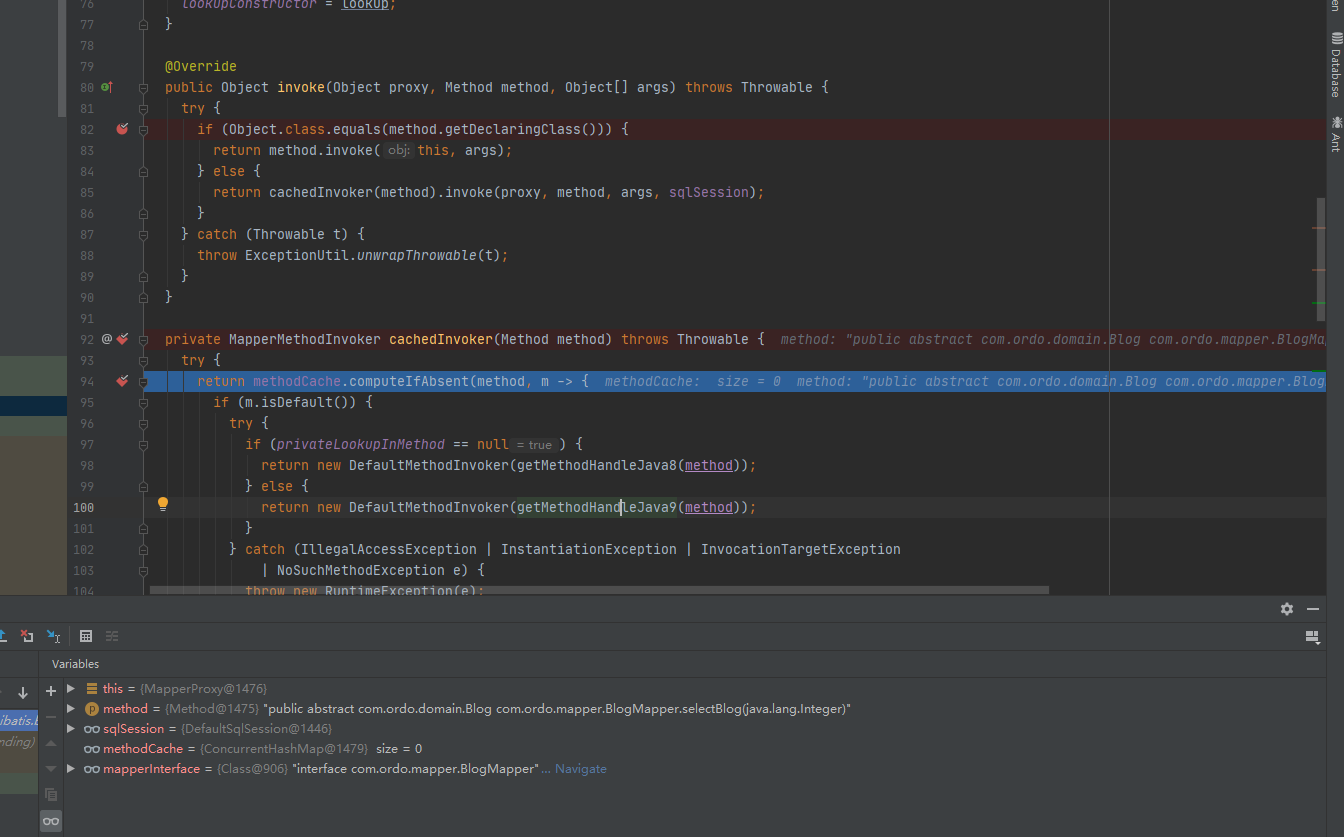 76 lookupConstructor = lookup;
77 }
78
79 @Override
80 public Object invoke(Object proxy, Method method, Object[] args) throws Throwable {
81 try {
82 if (Object.class.equals(method.getDeclaringClass())) {
83 return method.invoke( obj: this, args);
84 } else {
85 return cachedInvoker(method).invoke(proxy, method, args, sqlSession);
86 }
87 } catch (Throwable t) {
88 throw ExceptionUtil.unwrapThrowable(t);
89 }
90 }
91
92 @ private MapperMethodInvoker cachedInvoker(Method method) throws Throwable { method: "public abstract com.ordo.domain.Blog com.ordo.mapper.BlogMap
93 try {
94 return methodCache.computeIfAbsent(method, m -> { methodCache: size = 0 method: "public abstract com.ordo.domain.Blog com.ordo.mapper.Blog
95 if (m.isDefault()) {
96 try {
97 if (privateLookupInMethod == null = true ) {
98 return new DefaultMethodInvoker(getMethodHandleJava8(method));
99 } else {
100 return new DefaultMethodInvoker(getMethodHandleJava9(method));
101 }
102 } catch (IllegalAccessException | InstantiationException | InvocationTargetException
103 | NoSuchMethodException e) {
104 throw new RuntimeException(e);
en
Database
Ant
Variables
this = {MapperProxy@1476}
method = {Method@1475} "public abstract com.ordo.domain.Blog com.ordo.mapper.BlogMapper.selectBlog(java.lang.Integer)"
sqlSession = {DefaultSqlSession@1446}
methodCache = {ConcurrentHashMap@1479} size = 0
mapperInterface = {Class@906} "interface com.ordo.mapper.BlogMapper"... Navigate
ibatis.b
nding)